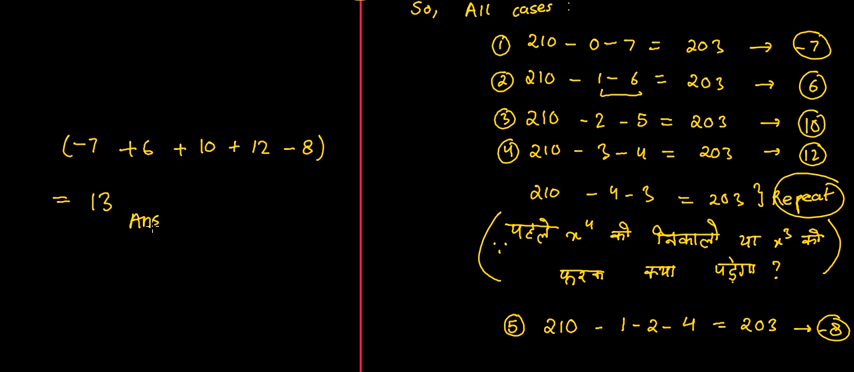 (-7 +6 + 10 + 12 - 8)
= 13
Ans
So, All cases :
① 210 - 0 - 7 = 203 → -7
② 210 - 1 - 6 = 203 → 6
③ 210 - 2 - 5 = 203 → 10
④ 210 - 3 - 4 = 203 → 12
210 - 4 - 3 = 203 } Repeat
(∵ पहले x⁴ को निकालो या x³ को
फरक क्या पड़ेगा ?)
⑤ 210 - 1 - 2 - 4 = 203 → -8